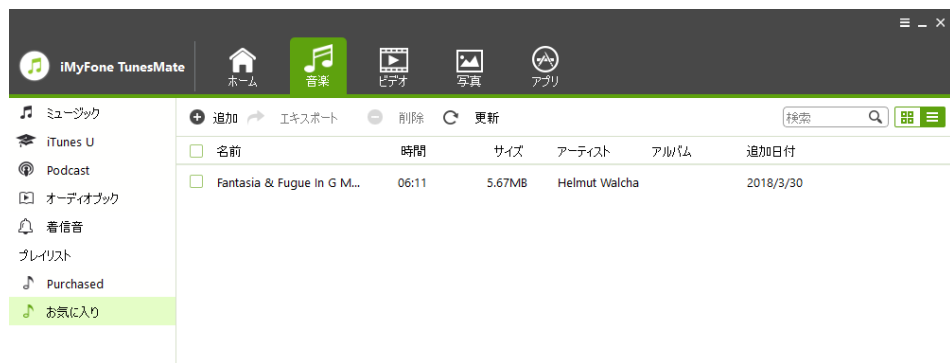 iMyFone TunesMate
ホーム 音楽 ビデオ 写真 アプリ
ミュージック
iTunes U
Podcast
オーディオブック
着信音
プレイリスト
Purchased
お気に入り
追加 エキスポート 削除 更新 検索
名前 時間 サイズ アーティスト アルバム 追加日付
Fantasia & Fugue In G M... 06:11 5.67MB Helmut Walcha 2018/3/30